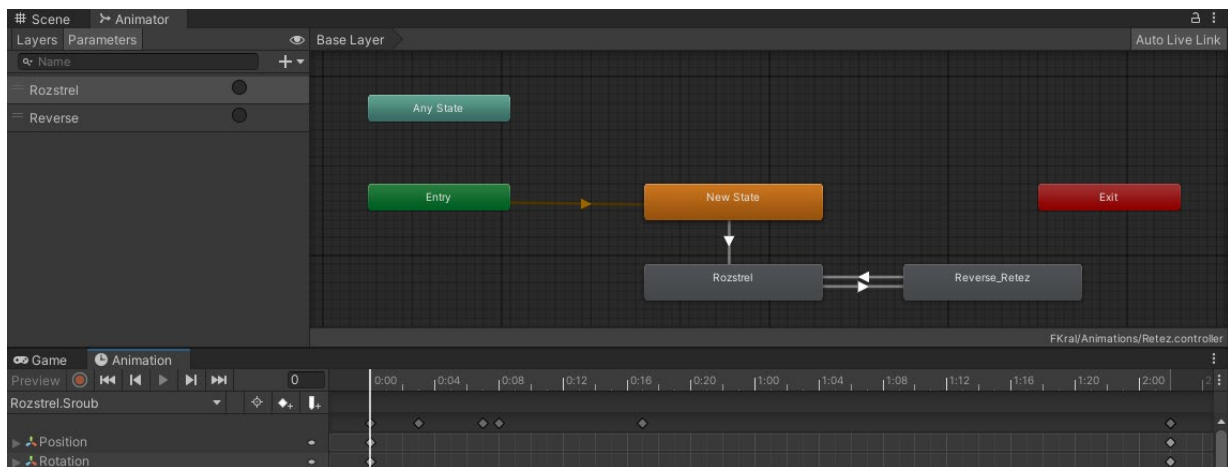 Scene Animator
Layers Parameters Base Layer Auto Live Link
Name
Rozstrel
Reverse
Any State
Entry New State Exit
Rozstrel Reverse_Retez
FKral/Animations/Retez.controller
Game Animation
Preview 0 0:00 0:04 0:08 0:12 0:16 0:20 1:00 1:04 1:08 1:12 1:16 1:20 2:00
Rozstrel.Sroub
Position
Rotation